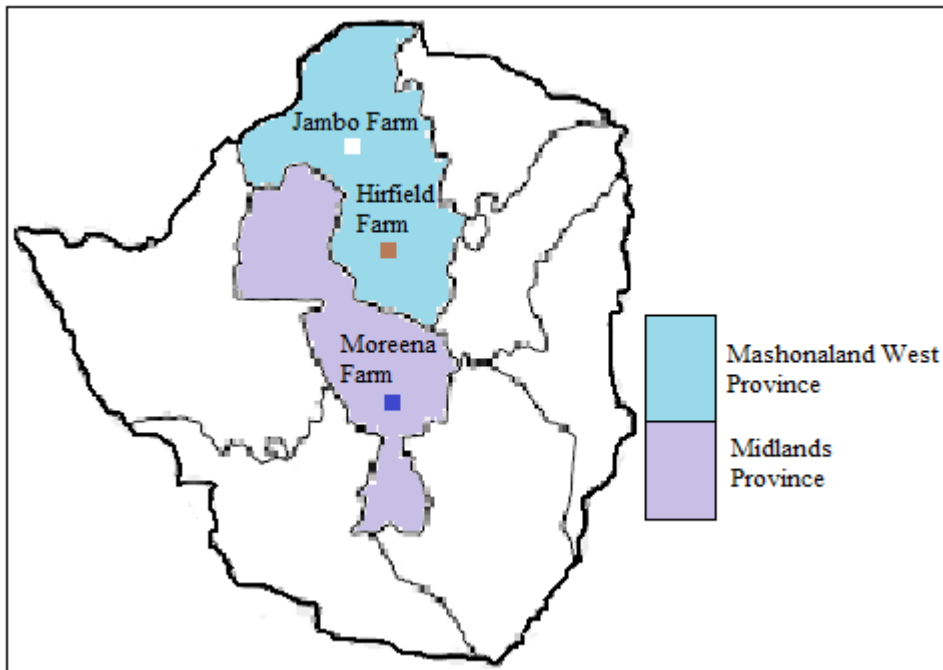 Jambo Farm
Hirfield
Farm
Moreena
Farm
Mashonaland West
Province
Midlands
Province